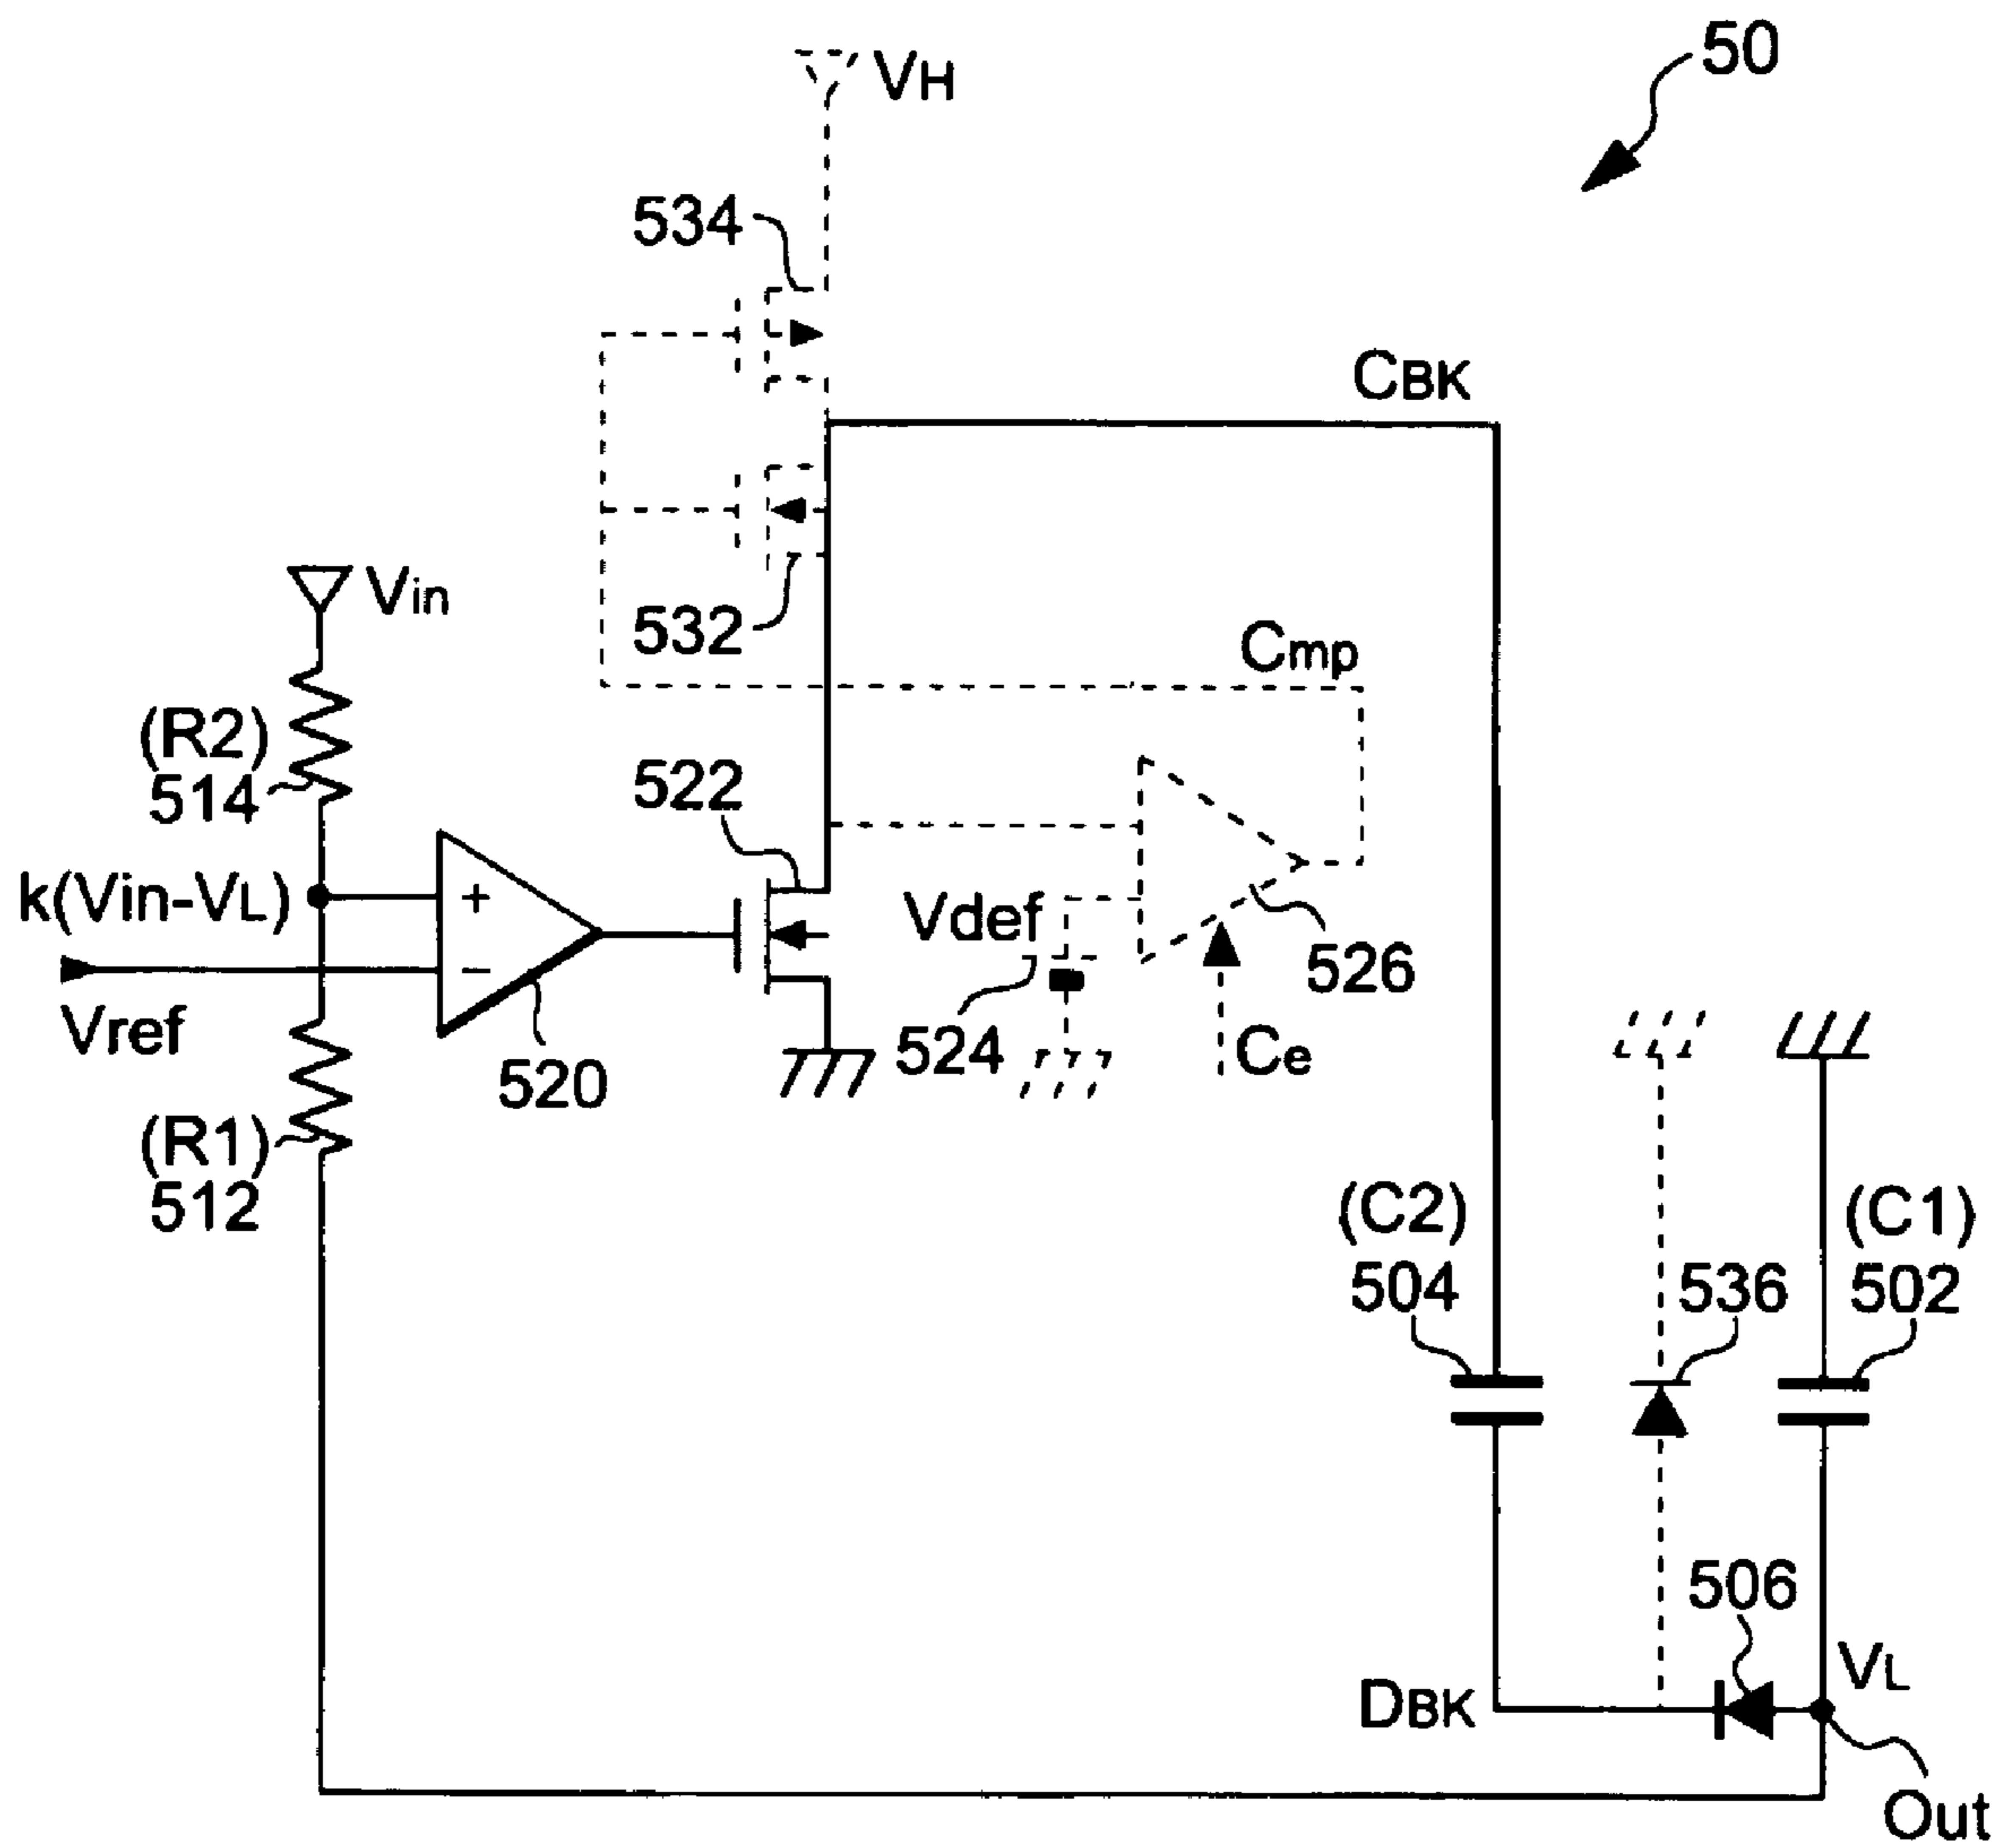 50
VH
534
CBK
532
Vin
Cmp
(R2)
514
522
k(Vin-VL)
+
Vdef
-
526
Vref
524
Ce
520
(R1)
512
(C2)
504
536
(C1)
502
506
VL
DBK
Out